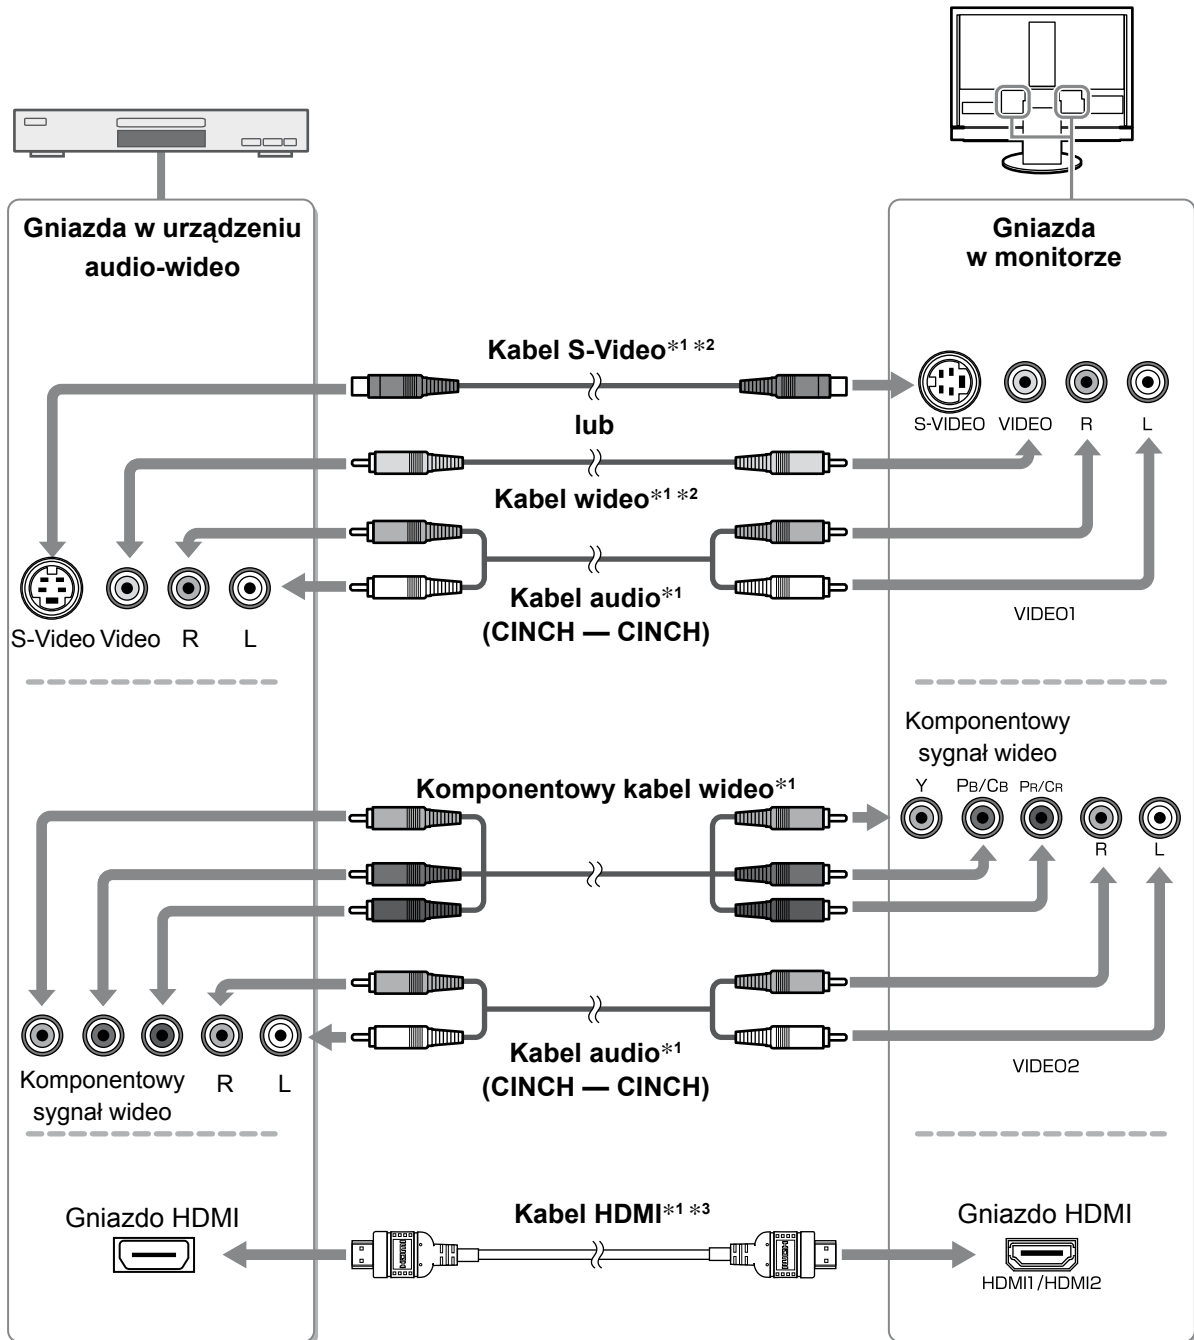 Gniazda w urządzeniu
audio-wideo
Gniazda
w monitorze
Kabel S-Video*1 *2
lub
Kabel wideo*1 *2
Kabel audio*1
(CINCH — CINCH)
S-VIDEO VIDEO R L
VIDEO1
S-Video Video R L
Komponentowy
sygnał wideo
Y PB/CB PR/CR
R L
Komponentowy kabel wideo*1
Kabel audio*1
(CINCH — CINCH)
VIDEO2
Komponentowy R L
sygnał wideo
Gniazdo HDMI
Kabel HDMI*1 *3
Gniazdo HDMI
HDMI1/HDMI2